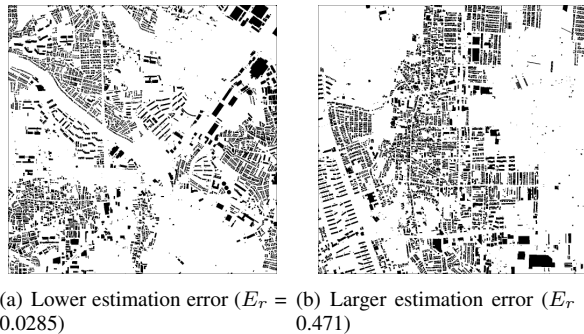 (a) Lower estimation error (E_r =
0.0285)
(b) Larger estimation error (E_r
0.471)